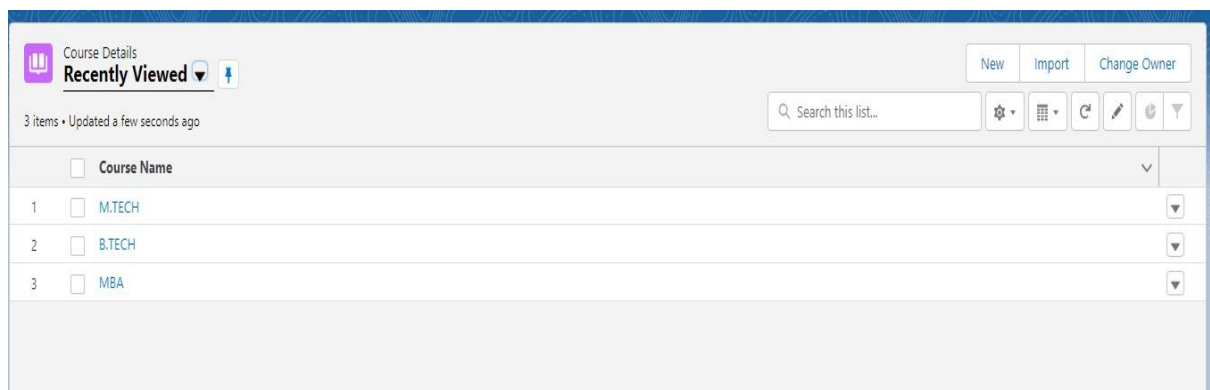 Course Details
Recently Viewed
New Import Change Owner
3 items • Updated a few seconds ago
Search this list...
Course Name
1 M.TECH
2 B.TECH
3 MBA